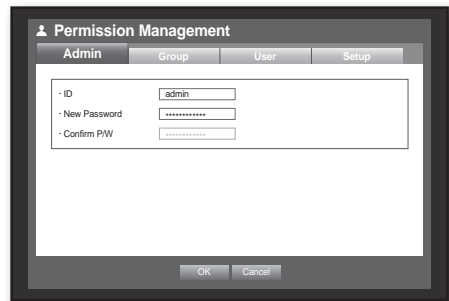 Permission Management
Admin Group User Setup
· ID admin
· New Password ************
· Confirm P/W ************
OK Cancel